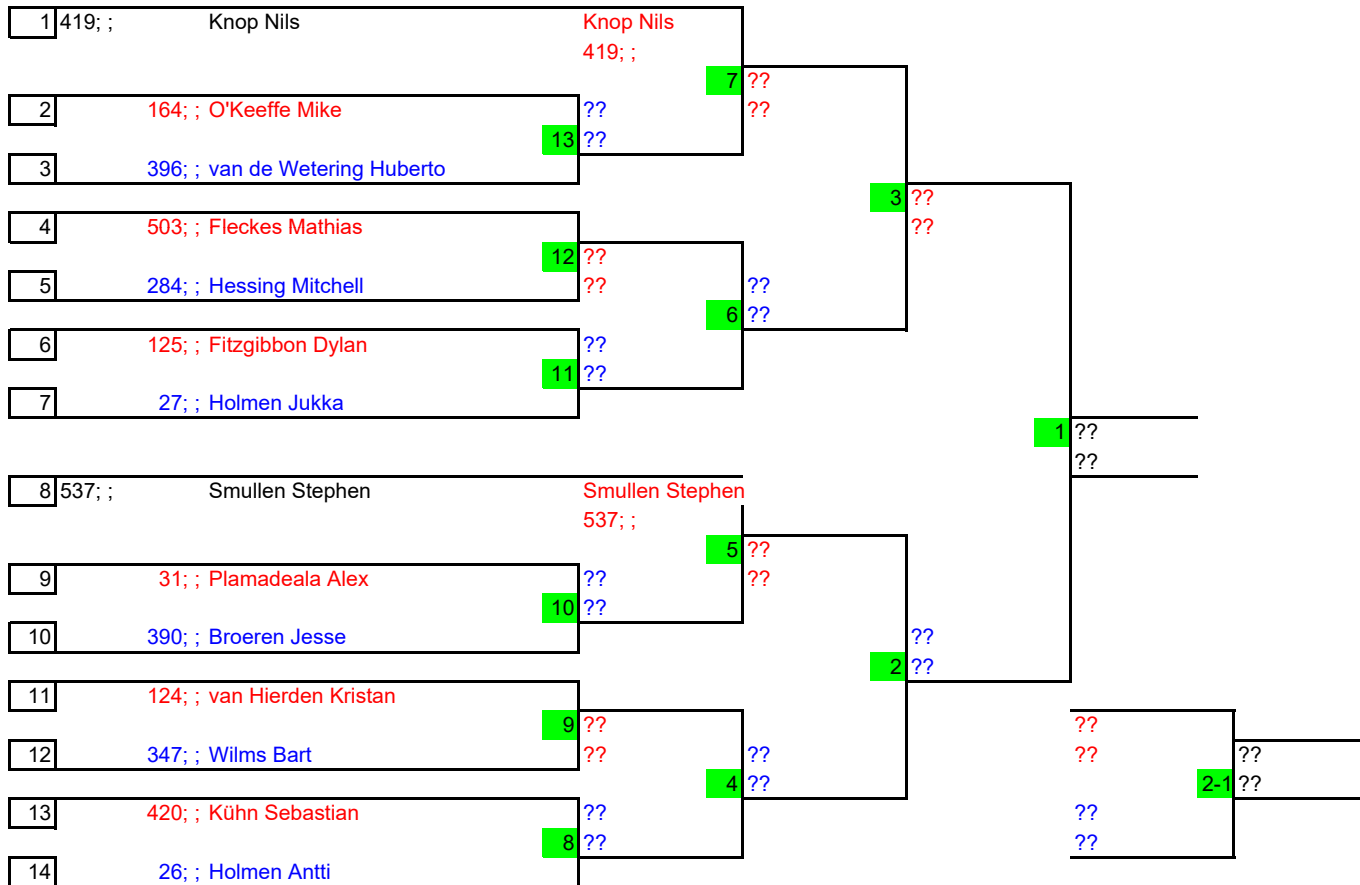 1 419; ; Knop Nils Knop Nils
419; ;
7 ??
2 164; ; O'Keeffe Mike ?? ??
13 ??
3 396; ; van de Wetering Huberto
3 ??
4 503; ; Fleckes Mathias ??
12 ??
5 284; ; Hessing Mitchell ?? ??
6 ??
6 125; ; Fitzgibbon Dylan ??
11 ??
7 27; ; Holmen Jukka
1 ??
??
8 537; ; Smullen Stephen Smullen Stephen
537; ;
5 ??
9 31; ; Plamadeala Alex ?? ??
10 ??
10 390; ; Broeren Jesse ??
2 ??
11 124; ; van Hierden Kristan
9 ?? ??
12 347; ; Wilms Bart ?? ?? ?? ??
4 ?? 2-1 ??
13 420; ; Kühn Sebastian ?? ??
8 ?? ??
14 26; ; Holmen Antti